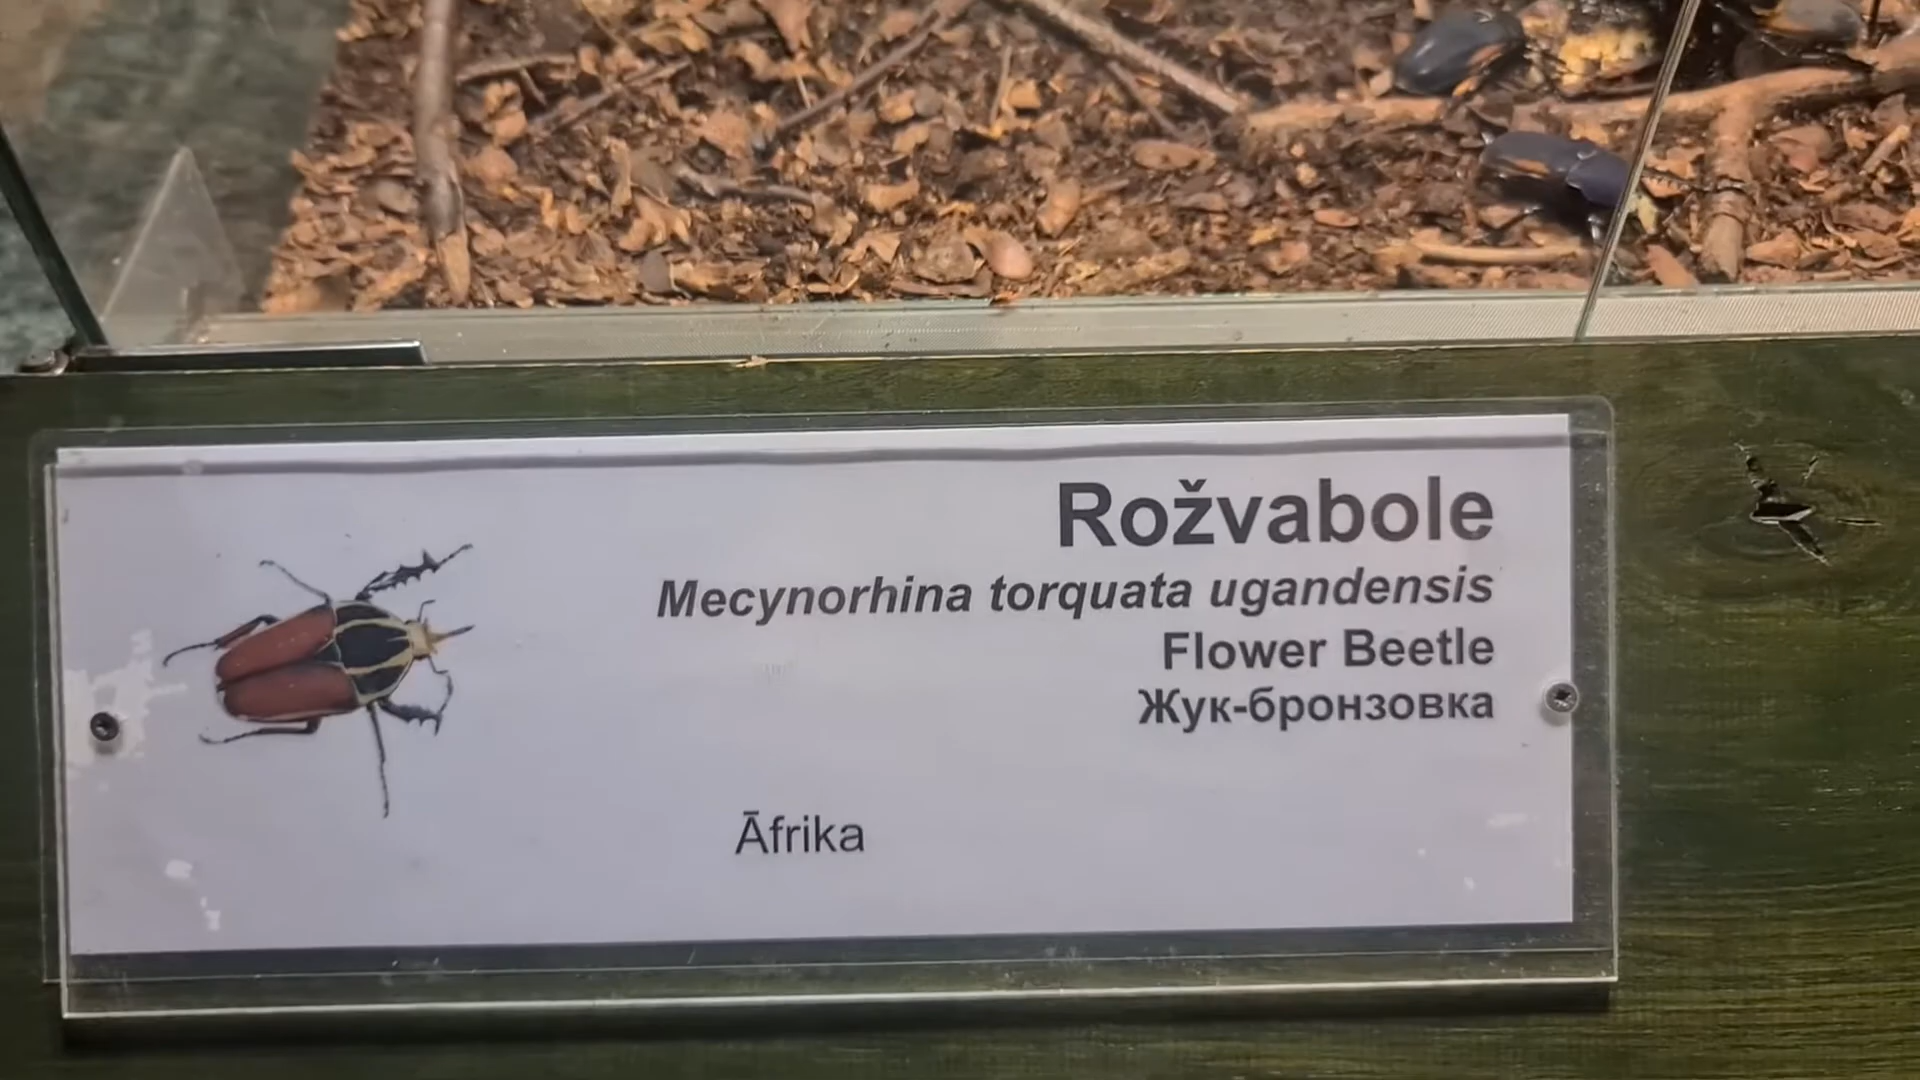 Rožvabole
Mecynorhina torquata ugandensis
Flower Beetle
Жук-бронзовка
Āfrika